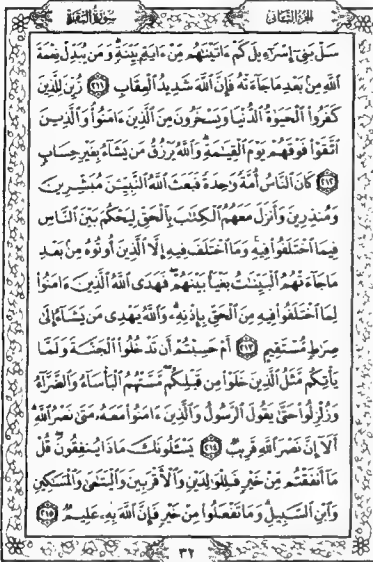 الجزء الثاني
سورة البقرة
سَلْ بَنِىٓ إِسْرَٰٓءِيلَ كَمْ ءَاتَيْنَٰهُم مِّنْ ءَايَةٍۭ بَيِّنَةٍ ۗ وَمَن يُبَدِّلْ نِعْمَةَ
ٱللَّهِ مِنۢ بَعْدِ مَا جَآءَتْهُ فَإِنَّ ٱللَّهَ شَدِيدُ ٱلْعِقَابِ ٢١١ زُيِّنَ لِلَّذِينَ
كَفَرُوا۟ ٱلْحَيَوٰةُ ٱلدُّنْيَا وَيَسْخَرُونَ مِنَ ٱلَّذِينَ ءَامَنُوا۟ ۘ وَٱلَّذِينَ
ٱتَّقَوْا۟ فَوْقَهُمْ يَوْمَ ٱلْقِيَٰمَةِ ۗ وَٱللَّهُ يَرْزُقُ مَن يَشَآءُ بِغَيْرِ حِسَابٍ
٢١٢ كَانَ ٱلنَّاسُ أُمَّةً وَٰحِدَةً فَبَعَثَ ٱللَّهُ ٱلنَّبِيِّۦنَ مُبَشِّرِينَ
وَمُنذِرِينَ وَأَنزَلَ مَعَهُمُ ٱلْكِتَٰبَ بِٱلْحَقِّ لِيَحْكُمَ بَيْنَ ٱلنَّاسِ
فِيمَا ٱخْتَلَفُوا۟ فِيهِ ۚ وَمَا ٱخْتَلَفَ فِيهِ إِلَّا ٱلَّذِينَ أُوتُوهُ مِنۢ بَعْدِ
مَا جَآءَتْهُمُ ٱلْبَيِّنَٰتُ بَغْيًۢا بَيْنَهُمْ ۖ فَهَدَى ٱللَّهُ ٱلَّذِينَ ءَامَنُوا۟
لِمَا ٱخْتَلَفُوا۟ فِيهِ مِنَ ٱلْحَقِّ بِإِذْنِهِۦ ۗ وَٱللَّهُ يَهْدِى مَن يَشَآءُ إِلَىٰ
صِرَٰطٍ مُّسْتَقِيمٍ ٢١٣ أَمْ حَسِبْتُمْ أَن تَدْخُلُوا۟ ٱلْجَنَّةَ وَلَمَّا
يَأْتِكُم مَّثَلُ ٱلَّذِينَ خَلَوْا۟ مِن قَبْلِكُم ۖ مَّسَّتْهُمُ ٱلْبَأْسَآءُ وَٱلضَّرَّآءُ
وَزُلْزِلُوا۟ حَتَّىٰ يَقُولَ ٱلرَّسُولُ وَٱلَّذِينَ ءَامَنُوا۟ مَعَهُۥ مَتَىٰ نَصْرُ ٱللَّهِ ۗ
أَلَآ إِنَّ نَصْرَ ٱللَّهِ قَرِيبٌ ٢١٤ يَسْـَٔلُونَكَ مَاذَا يُنفِقُونَ ۖ قُلْ
مَآ أَنفَقْتُم مِّنْ خَيْرٍ فَلِلْوَٰلِدَيْنِ وَٱلْأَقْرَبِينَ وَٱلْيَتَٰمَىٰ وَٱلْمَسَٰكِينِ
وَٱبْنِ ٱلسَّبِيلِ ۗ وَمَا تَفْعَلُوا۟ مِنْ خَيْرٍ فَإِنَّ ٱللَّهَ بِهِۦ عَلِيمٌ ٢١٥
٣٢